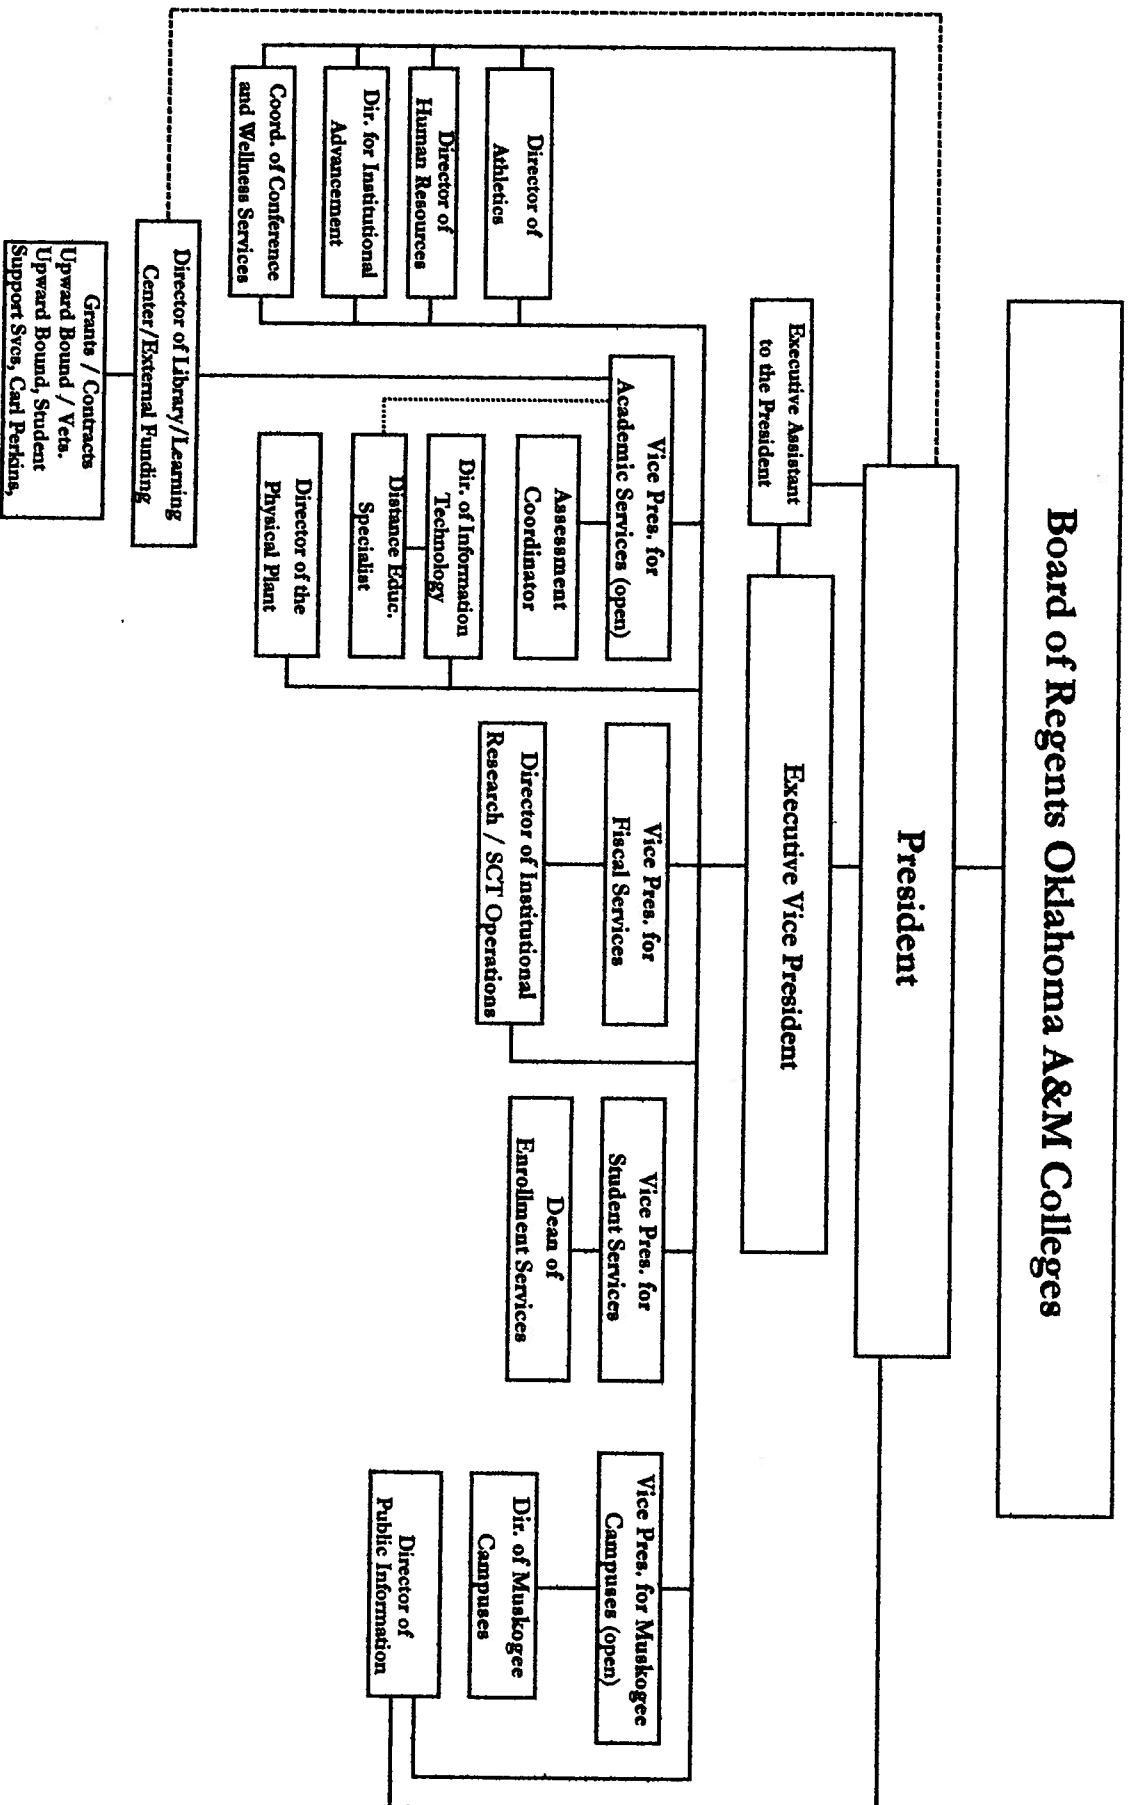 Board of Regents Oklahoma A&M Colleges
President
Executive Assistant
to the President
Executive Vice President
Director of
Athletics
Director of
Human Resources
Dir. for Institutional
Advancement
Coord. of Conference
and Wellness Services
Vice Pres. for
Academic Services (open)
Assessment
Coordinator
Dir. of Information
Technology
Distance Educ.
Specialist
Director of the
Physical Plant
Director of Library/Learning
Center/External Funding
Grants / Contracts
Upward Bound / Vets.
Upward Bound, Student
Support Svcs, Carl Perkins,
Vice Pres. for
Fiscal Services
Director of Institutional
Research / SCT Operations
Vice Pres. for
Student Services
Dean of
Enrollment Services
Vice Pres. for Muskogee
Campuses (open)
Dir. of Muskogee
Campuses
Director of
Public Information